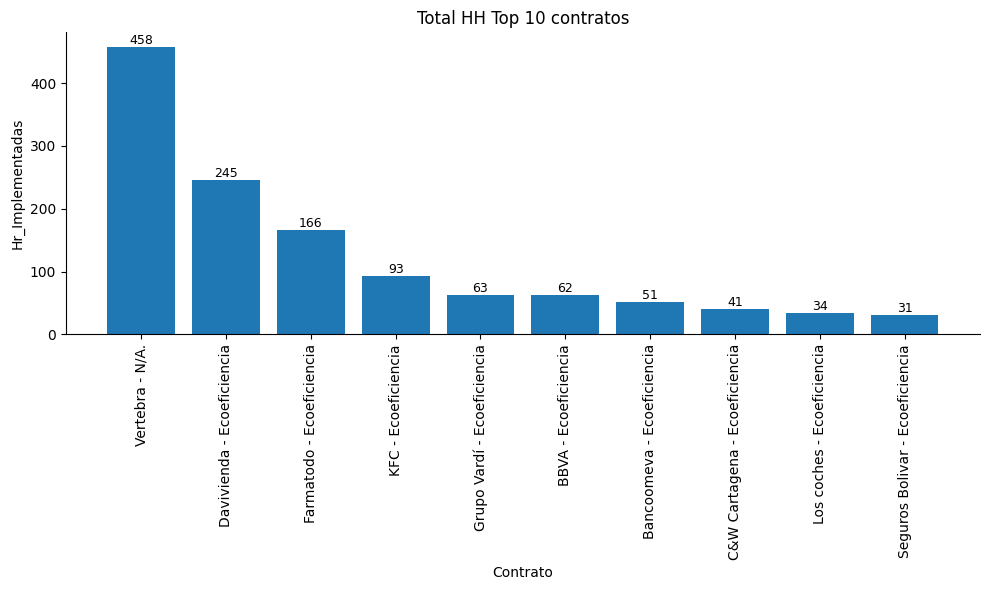 Total HH Top 10 contratos
Hr_Implementadas
400
300
200
100
0
458
245
166
93
63
62
51
41
34
31
Vertebra - N/A.
Davivienda - Ecoeficiencia
Farmatodo - Ecoeficiencia
KFC - Ecoeficiencia
Grupo Vardí - Ecoeficiencia
BBVA - Ecoeficiencia
Bancoomeva - Ecoeficiencia
C&W Cartagena - Ecoeficiencia
Los coches - Ecoeficiencia
Seguros Bolivar - Ecoeficiencia
Contrato